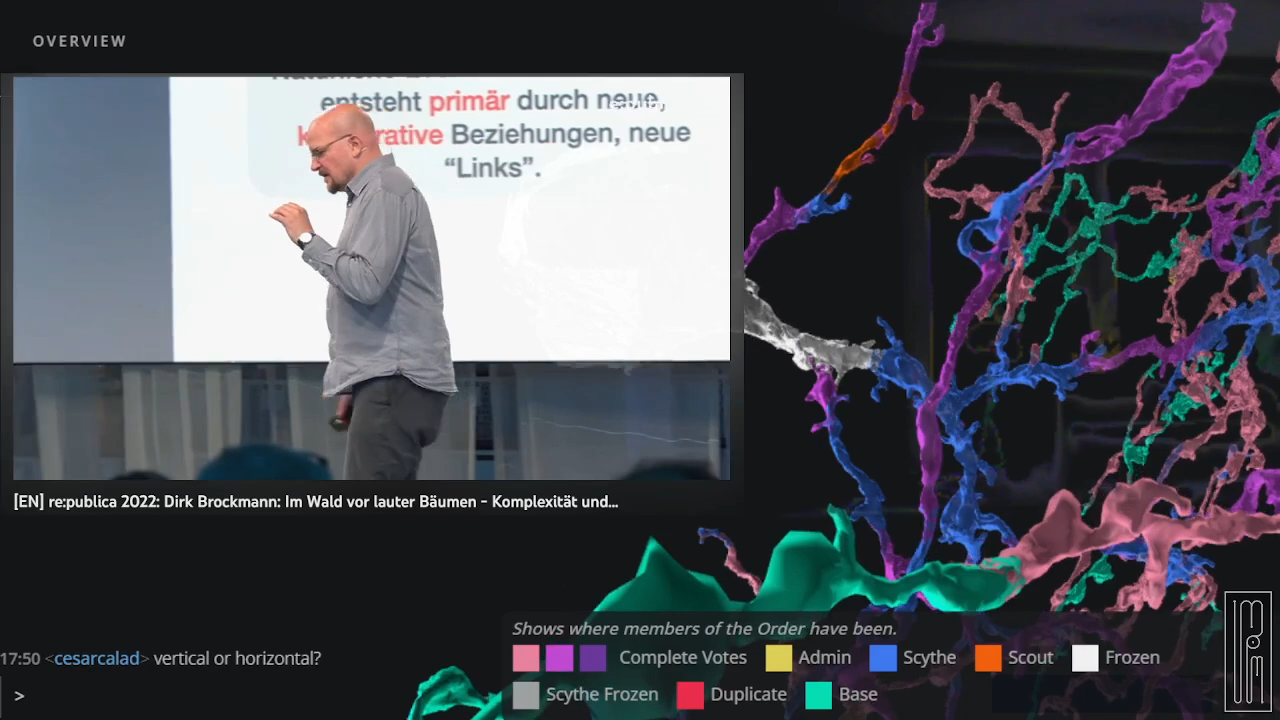 OVERVIEW
entsteht primär durch neue,
Beziehungen, neue
“Links”.
[EN] re:publica 2022: Dirk Brockmann: Im Wald vor lauter Bäumen - Komplexität und...
17:50 <cesarcalad> vertical or horizontal?
>
Shows where members of the Order have been.
Complete Votes Admin Scythe Scout Frozen
Scythe Frozen Duplicate Base